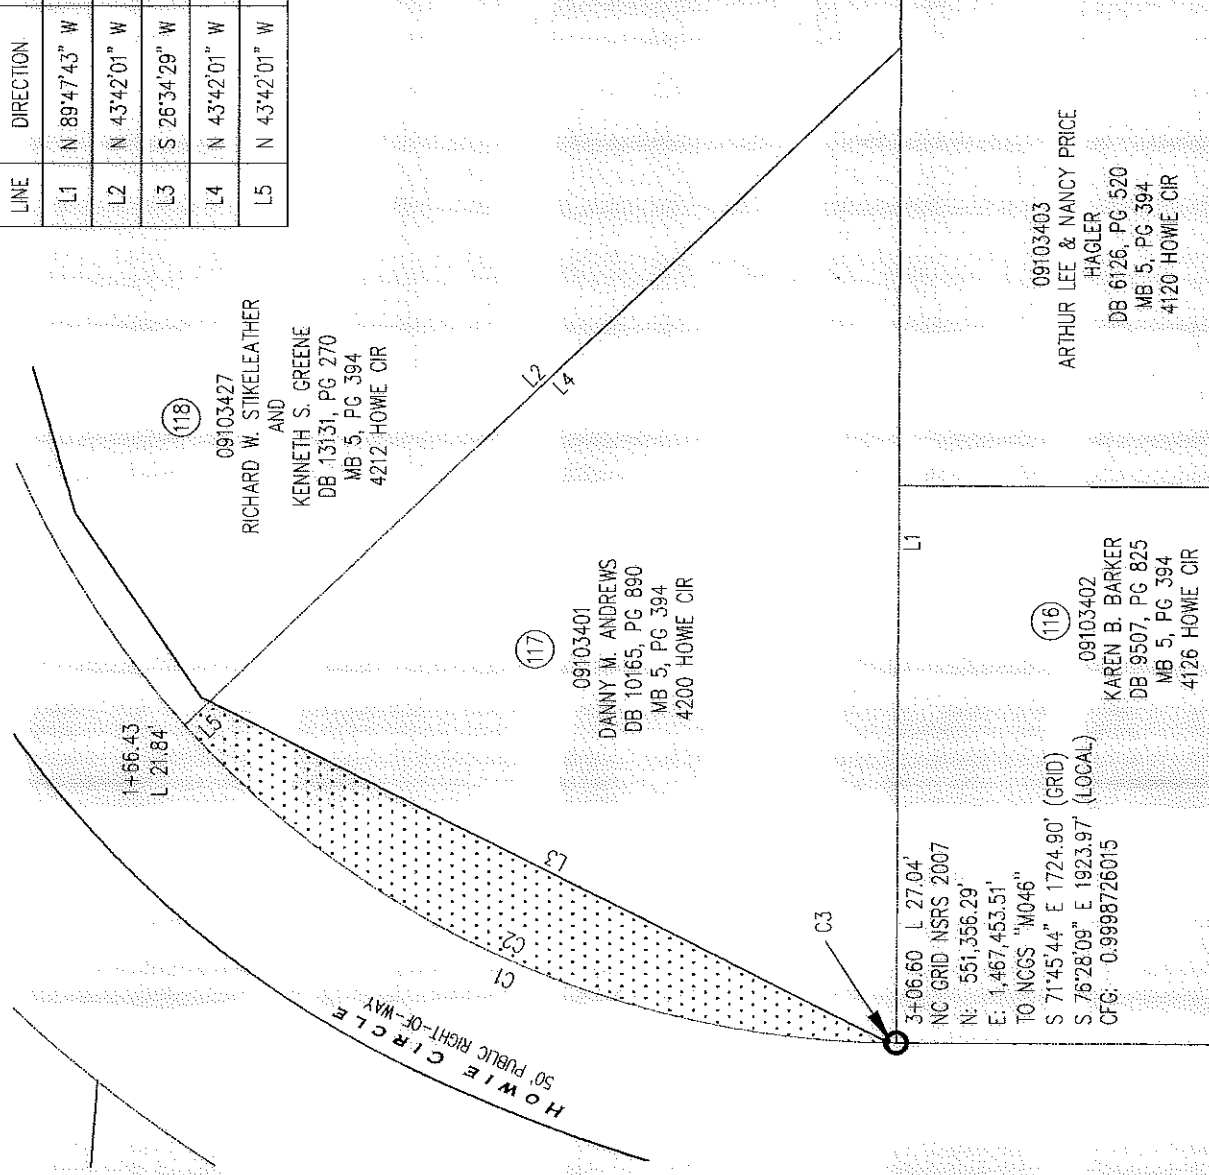 LINE DIRECTION
L1 N 89°47'43" W
L2 N 43°42'01" W
L3 S 26°34'29" W
L4 N 43°42'01" W
L5 N 43°42'01" W
118
09103427
RICHARD W. STIKELEATHER
AND
KENNETH S. GREENE
DB 13131, PG 270
MB 5, PG 394
4212 HOWIE CIR
1+66.43
L 21.84'
L5
L2
L4
117
09103401
DANNY M. ANDREWS
DB 10165, PG 890
MB 5, PG 394
4200 HOWIE CIR
L3
C2
C1
HOWIE CIRCLE
50' PUBLIC RIGHT-OF-WAY
C3
L1
3+06.60 L 27.04'
NC GRID NSRS 2007
N: 551,356.29'
E: 1,467,453.51'
TO NCGS "M046"
S 71°45'44" E 1724.90' (GRID)
S 76°28'09" E 1923.97' (LOCAL)
CFG: 0.9998726015
116
09103402
KAREN B. BARKER
DB 9507, PG 825
MB 5, PG 394
4126 HOWIE CIR
09103403
ARTHUR LEE & NANCY PRICE
HAGLER
DB 6126, PG 520
MB 5, PG 394
4120 HOWIE CIR